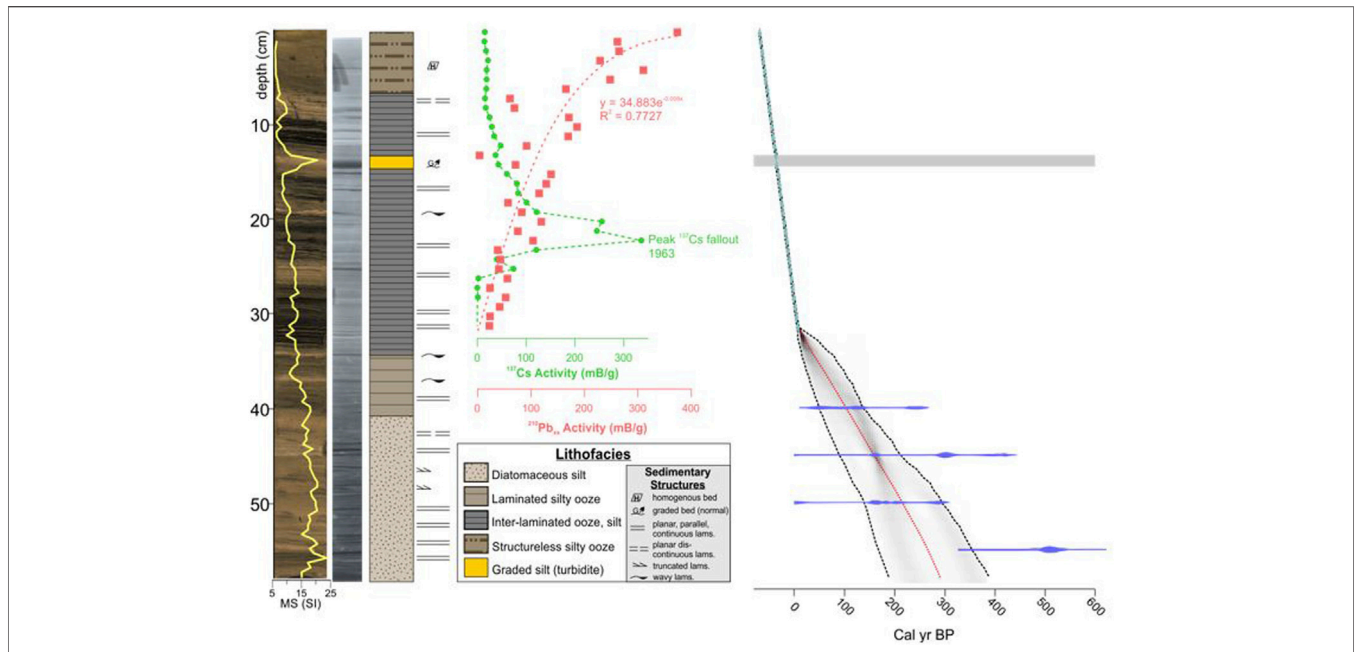 depth (cm)
10
20
30
40
50
5 15 25
MS (SI)
H
G
y = 34.883e
R² = 0.7727
Peak ¹³⁷Cs fallout
1963
0 100 200 300
¹³⁷Cs Activity (mB/g)
0 100 200 300 400
²¹⁰Pbₓₛ Activity (mB/g)
Lithofacies
Diatomaceous silt
Laminated silty ooze
Inter-laminated ooze, silt
Structureless silty ooze
Graded silt (turbidite)
Sedimentary
Structures
H homogenous bed
G graded bed (normal)
planar, parallel,
continuous lams.
planar dis-
continuous lams.
truncated lams.
wavy lams.
0 100 200 300 400 500 600
Cal yr BP